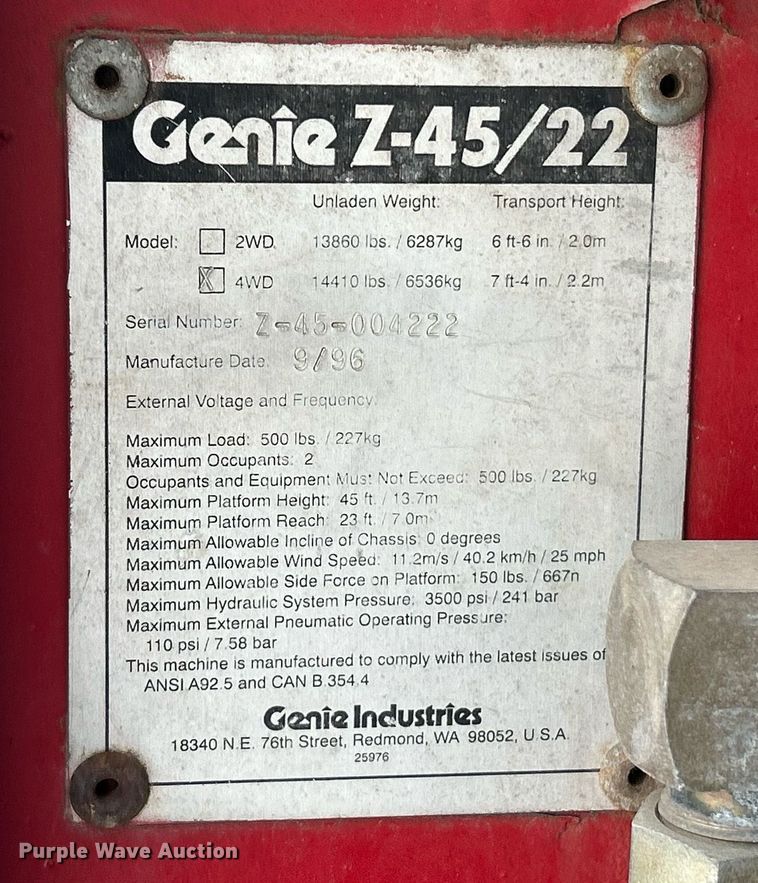 Genie Z-45/22
Unladen Weight: Transport Height:
Model: 2WD 13860 lbs. / 6287kg 6 ft-6 in. / 2.0m
X 4WD 14410 lbs. / 6536kg 7 ft-4 in. / 2.2m
Serial Number: Z-45-004222
Manufacture Date: 9/96
External Voltage and Frequency:
Maximum Load: 500 lbs. / 227kg
Maximum Occupants: 2
Occupants and Equipment Must Not Exceed: 500 lbs. / 227kg
Maximum Platform Height: 45 ft. / 13.7m
Maximum Platform Reach: 23 ft. / 7.0m
Maximum Allowable Incline of Chassis: 0 degrees
Maximum Allowable Wind Speed: 11.2m/s / 40.2 km/h / 25 mph
Maximum Allowable Side Force on Platform: 150 lbs. / 667n
Maximum Hydraulic System Pressure: 3500 psi / 241 bar
Maximum External Pneumatic Operating Pressure:
110 psi / 7.58 bar
This machine is manufactured to comply with the latest issues of
ANSI A92.5 and CAN B 354.4
Genie Industries
18340 N.E. 76th Street, Redmond, WA 98052, U.S.A.
25976
Purple Wave Auction